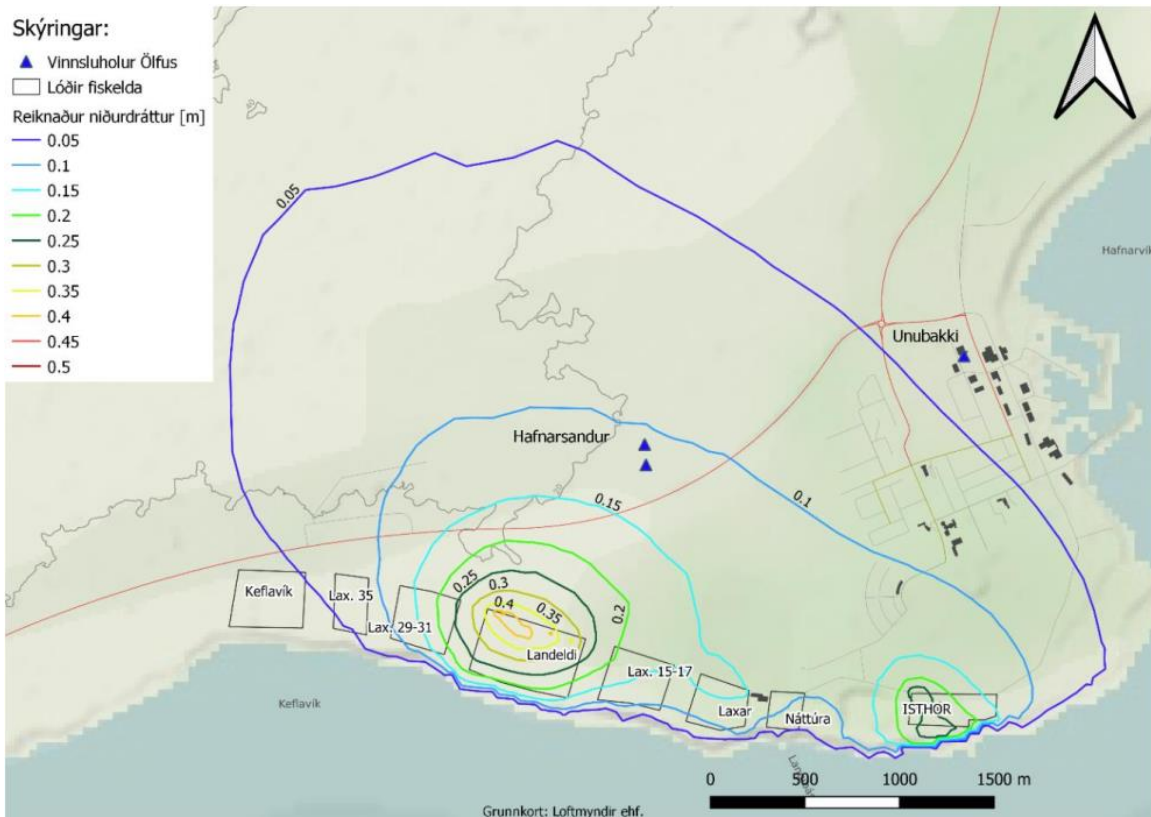 Skýringar:
Vinnsluholur Ölfus
Lóðir fiskelda
Reiknaður niðurdráttur [m]
0.05
0.1
0.15
0.2
0.25
0.3
0.35
0.4
0.45
0.5
0.05
Hafnarvík
Unubakki
Hafnarsandur
0.1
0.15
0.25
0.3
0.4
0.35
0.2
Keflavík
Lax. 35
Lax. 29-31
Landeldi
Lax. 15-17
Laxar
Náttúra
ISTHOR
Keflavík
0 500 1000 1500 m
Grunnkort: Loftmyndir ehf.